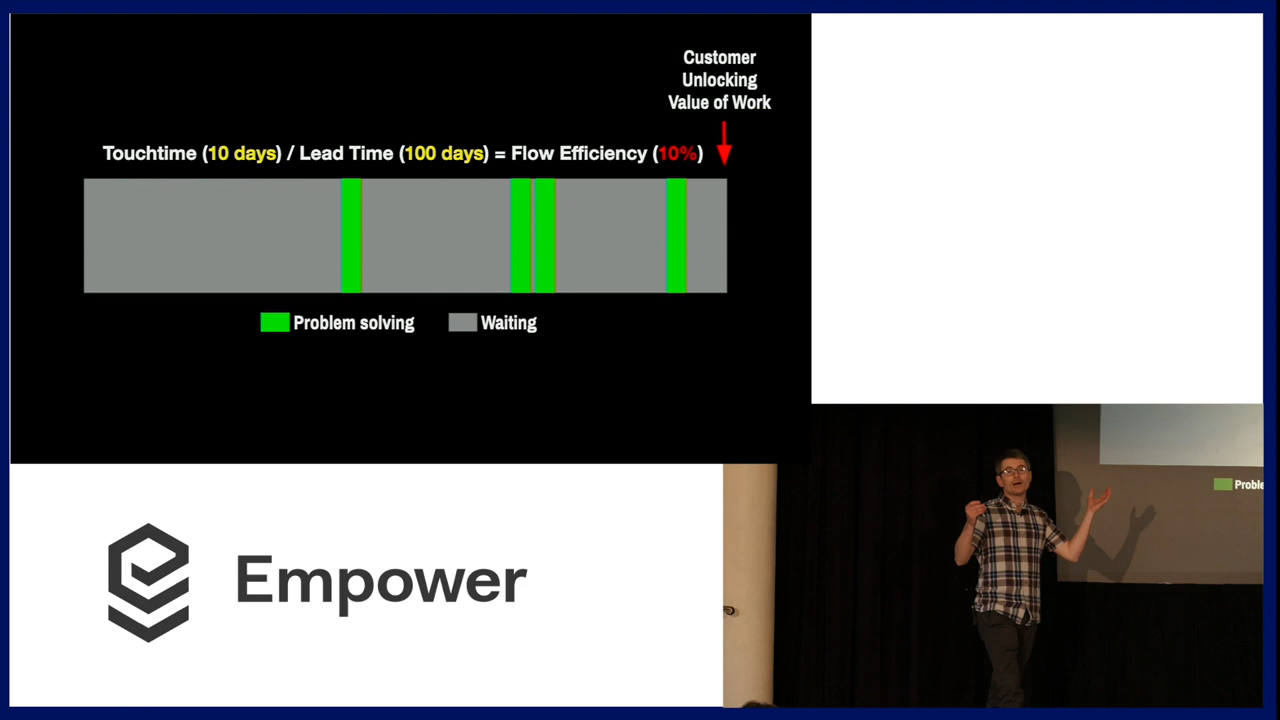 Customer
Unlocking
Value of Work
Touchtime (10 days) / Lead Time (100 days) = Flow Efficiency (10%)
Problem solving
Waiting
Empower
Proble